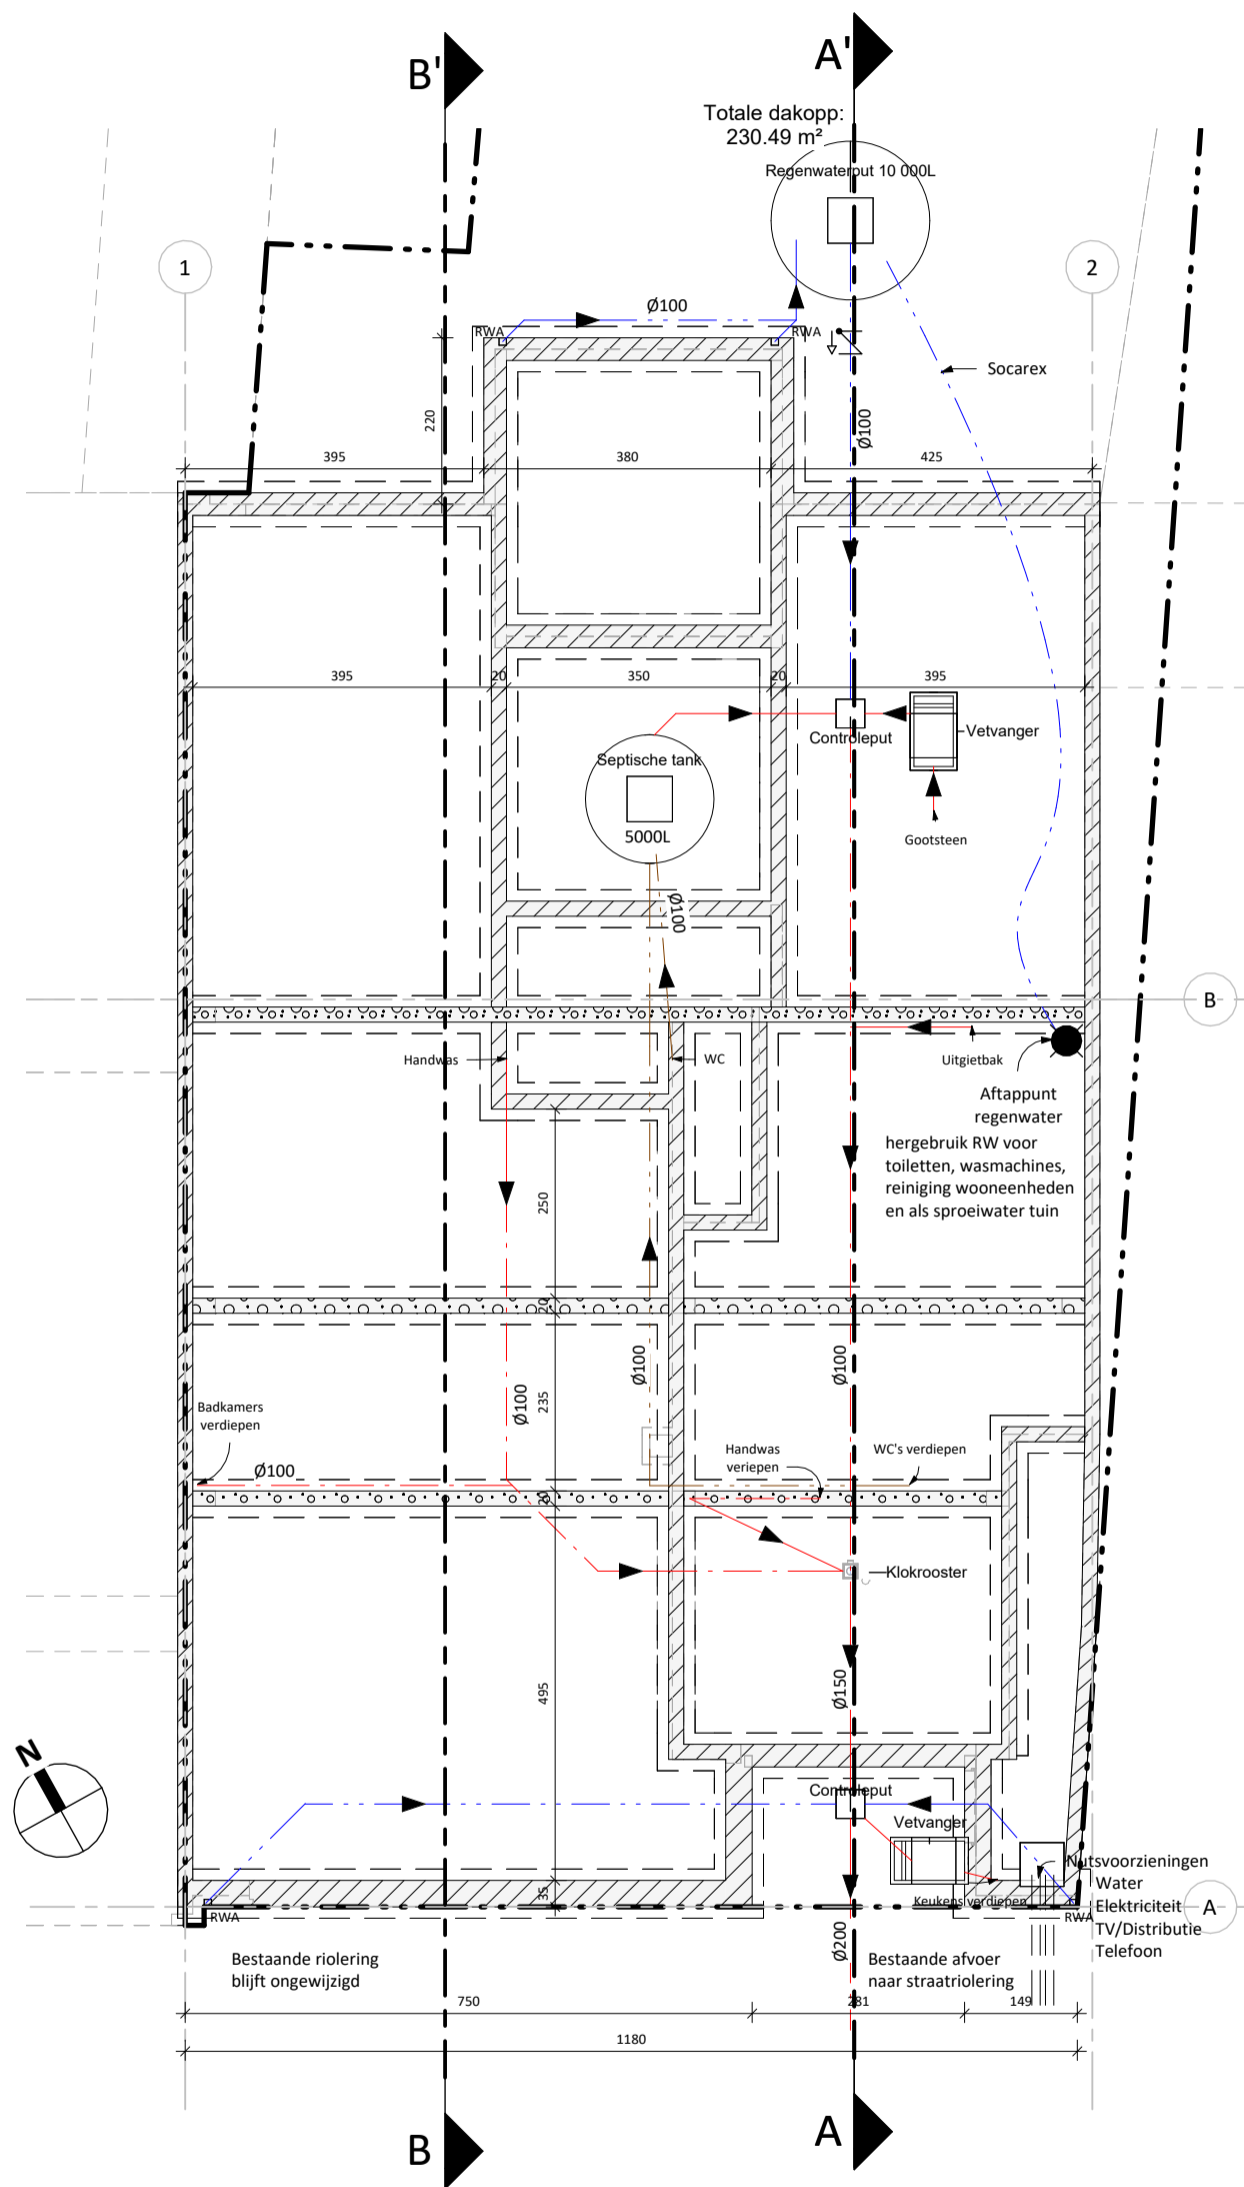 B'
A'
Totale dakopp:
230.49 m²
Regenwaterput 10 000L
1
2
RWA
Ø100
RWA
Socarex
220
Ø100
395
380
425
395
20
350
20
395
Controleput
Vetvanger
Septische tank
5000L
Gootsteen
Ø100
B
Handwas
WC
Uitgietbak
Aftappunt
regenwater
hergebruik RW voor
toiletten, wasmachines,
reiniging wooneenheden
en als sproeiwater tuin
250
20
Ø100
Ø100
235
Ø100
Badkamers
verdiepen
Ø100
Handwas
veriepen
WC's verdiepen
20
Klokrooster
495
Ø150
N
Controleput
Vetvanger
Keukens verdiepen
Nutsvoorzieningen
Water
Elektriciteit
TV/Distributie
Telefoon
35
RWA
RWA
A
Bestaande riolering
blijft ongewijzigd
Ø200
Bestaande afvoer
naar straatriolering
750
281
149
1180
B
A